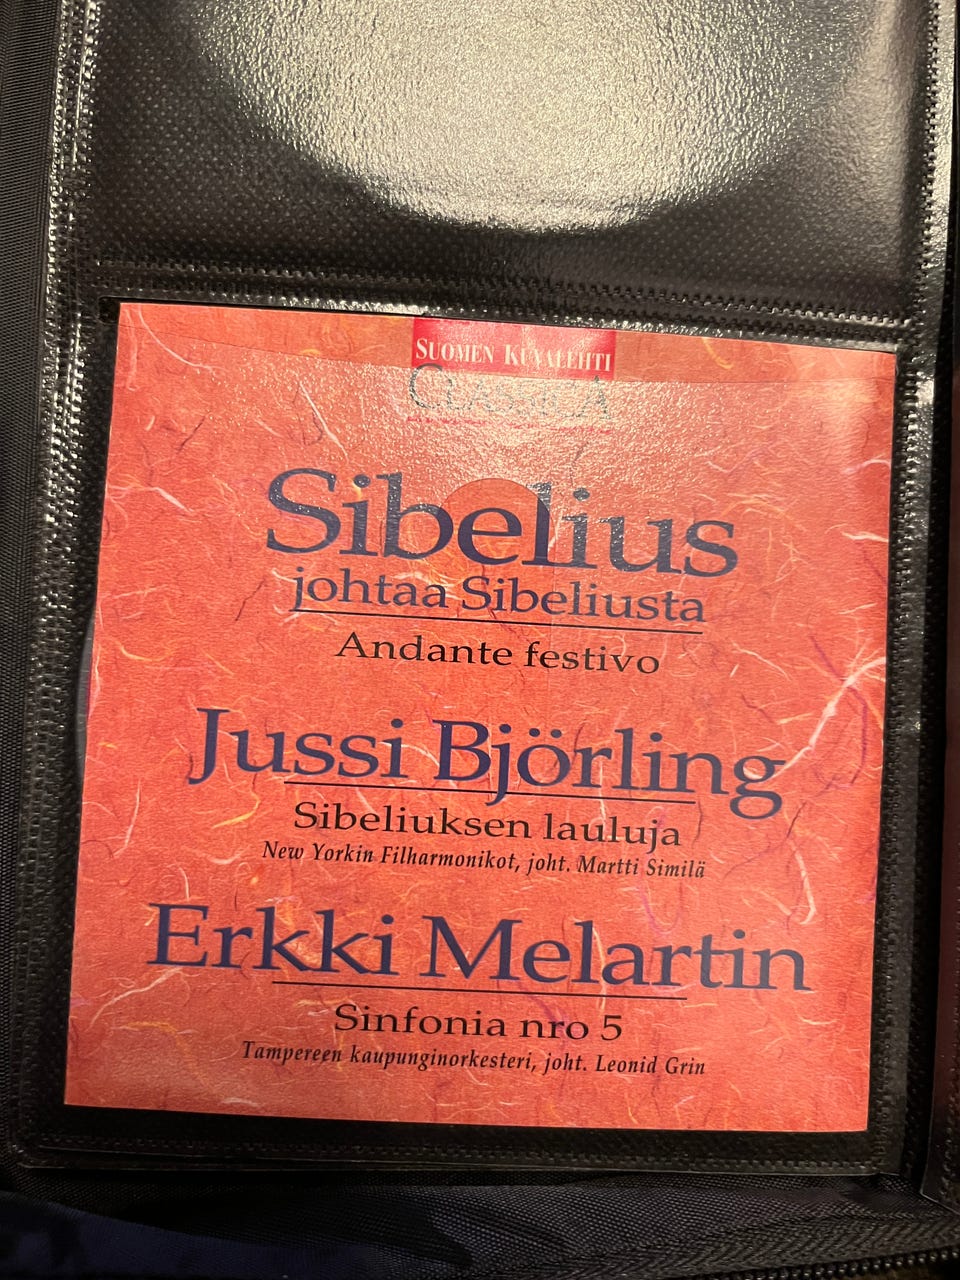 SUOMEN KUVALEHTI
CLASSICA
Sibelius
johtaa Sibeliusta
Andante festivo
Jussi Björling
Sibeliuksen lauluja
New Yorkin Filharmonikot, joht. Martti Similä
Erkki Melartin
Sinfonia nro 5
Tampereen kaupunginorkesteri, joht. Leonid Grin